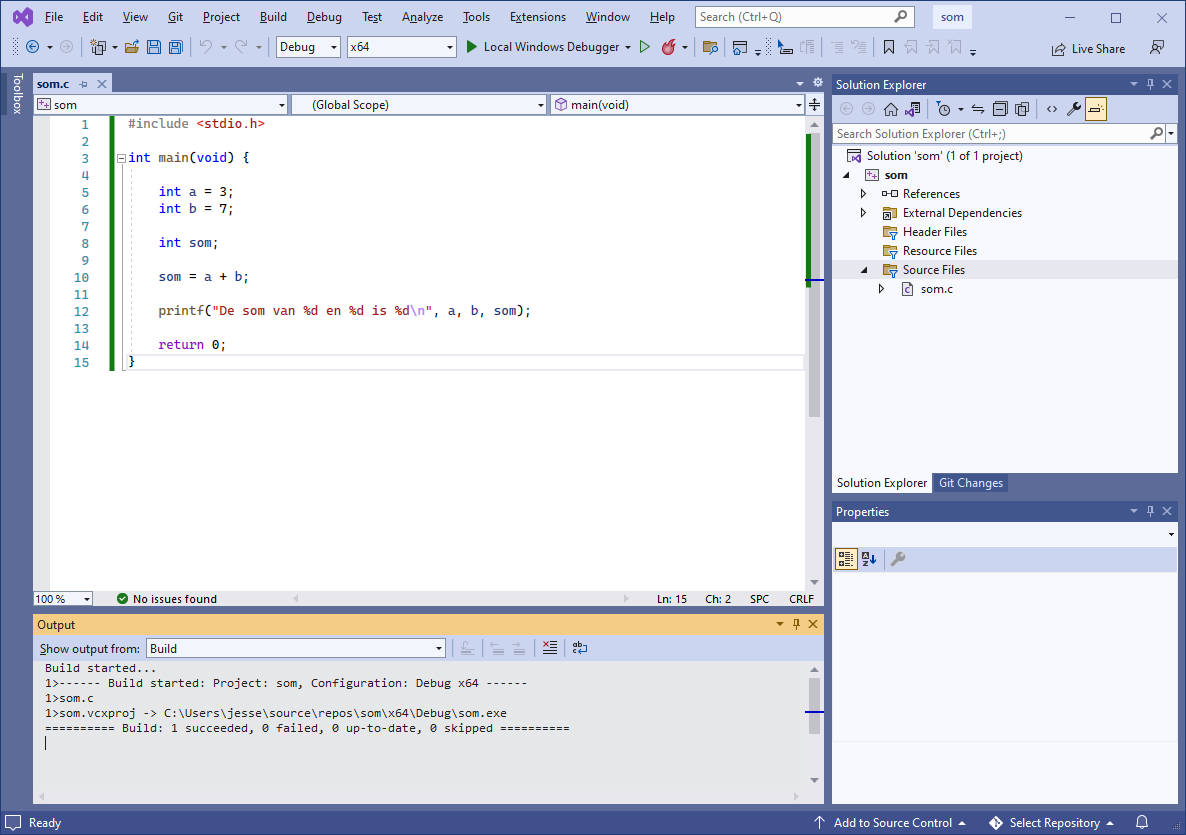 File Edit View Git Project Build Debug Test Analyze Tools Extensions Window Help Search (Ctrl+Q) som
Debug x64 Local Windows Debugger Live Share
Toolbox
som.c
som (Global Scope) main(void)
1 #include <stdio.h>
2
3 int main(void) {
4
5 int a = 3;
6 int b = 7;
7
8 int som;
9
10 som = a + b;
11
12 printf("De som van %d en %d is %d\n", a, b, som);
13
14 return 0;
15 }
100 % No issues found Ln: 15 Ch: 2 SPC CRLF
Output
Show output from: Build
Build started...
1>------ Build started: Project: som, Configuration: Debug x64 ------
1>som.c
1>som.vcxproj -> C:\Users\jesse\source\repos\som\x64\Debug\som.exe
========== Build: 1 succeeded, 0 failed, 0 up-to-date, 0 skipped ==========
Solution Explorer
Search Solution Explorer (Ctrl+;)
Solution 'som' (1 of 1 project)
som
References
External Dependencies
Header Files
Resource Files
Source Files
som.c
Solution Explorer Git Changes
Properties
Ready Add to Source Control Select Repository